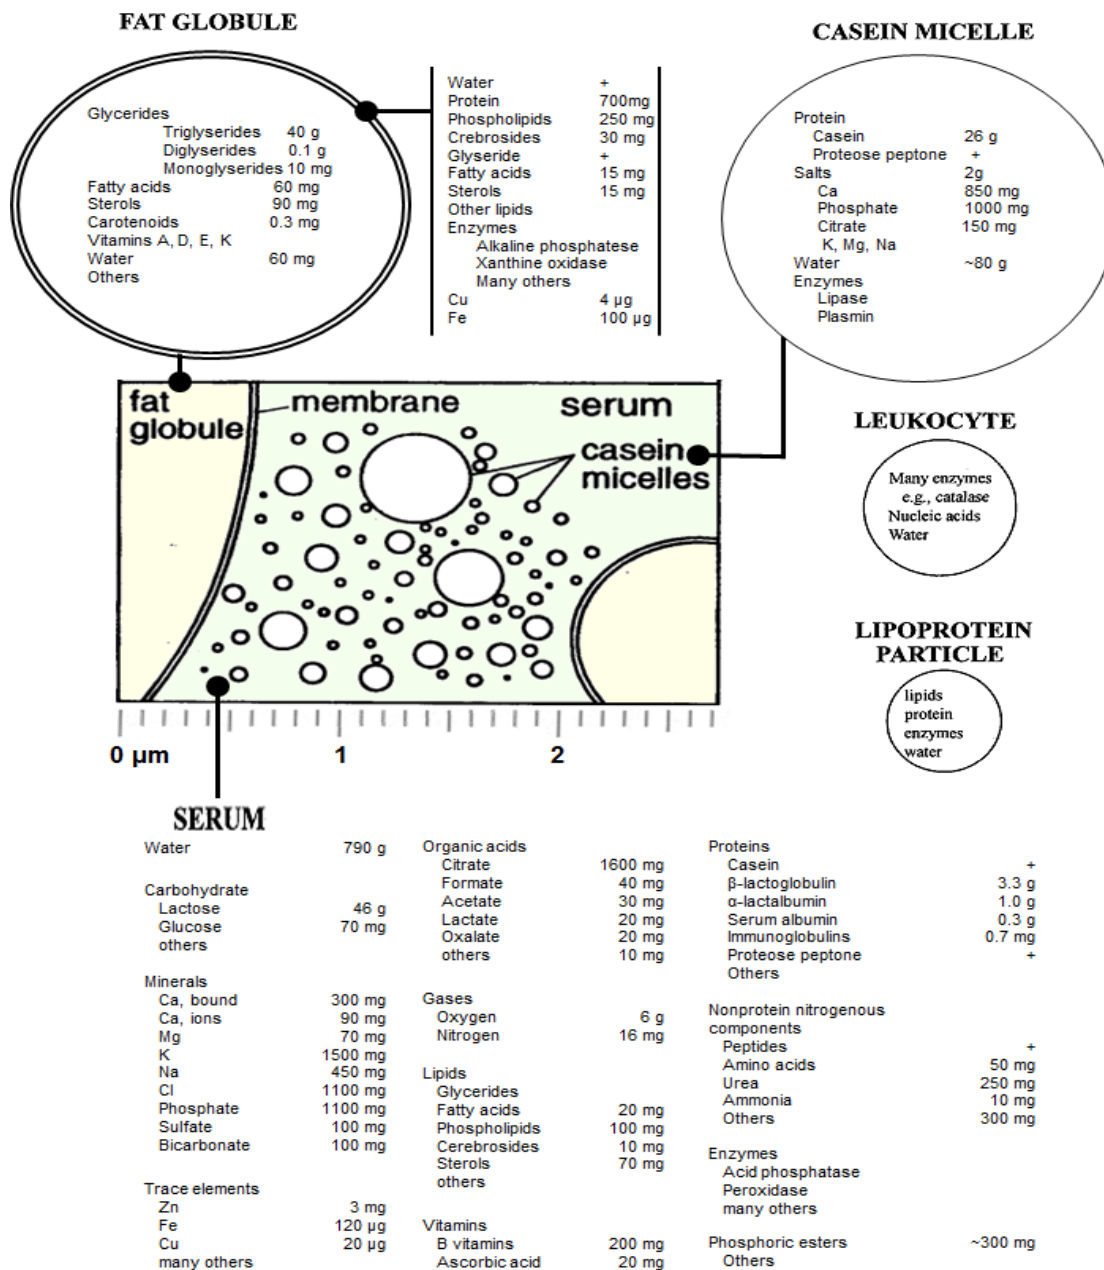 FAT GLOBULE
Glycerides
Triglyserides 40 g
Diglyserides 0.1 g
Monoglyserides 10 mg
Fatty acids 60 mg
Sterols 90 mg
Carotenoids 0.3 mg
Vitamins A, D, E, K
Water 60 mg
Others
Water +
Protein 700mg
Phospholipids 250 mg
Crebrosides 30 mg
Glyseride +
Fatty acids 15 mg
Sterols 15 mg
Other lipids
Enzymes
Alkaline phosphatese
Xanthine oxidase
Many others
Cu 4 µg
Fe 100 µg
CASEIN MICELLE
Protein
Casein 26 g
Proteose peptone +
Salts 2g
Ca 850 mg
Phosphate 1000 mg
Citrate 150 mg
K, Mg, Na
Water ~80 g
Enzymes
Lipase
Plasmin
fat
globule
membrane
serum
casein
micelles
0 µm 1 2
LEUKOCYTE
Many enzymes
e.g., catalase
Nucleic acids
Water
LIPOPROTEIN
PARTICLE
lipids
protein
enzymes
water
SERUM
Water 790 g
Carbohydrate
Lactose 46 g
Glucose 70 mg
others
Minerals
Ca, bound 300 mg
Ca, ions 90 mg
Mg 70 mg
K 1500 mg
Na 450 mg
Cl 1100 mg
Phosphate 1100 mg
Sulfate 100 mg
Bicarbonate 100 mg
Trace elements
Zn 3 mg
Fe 120 µg
Cu 20 µg
many others
Organic acids
Citrate 1600 mg
Formate 40 mg
Acetate 30 mg
Lactate 20 mg
Oxalate 20 mg
others 10 mg
Gases
Oxygen 6 g
Nitrogen 16 mg
Lipids
Glycerides
Fatty acids 20 mg
Phospholipids 100 mg
Cerebrosides 10 mg
Sterols 70 mg
others
Vitamins
B vitamins 200 mg
Ascorbic acid 20 mg
Proteins
Casein +
β-lactoglobulin 3.3 g
α-lactalbumin 1.0 g
Serum albumin 0.3 g
Immunoglobulins 0.7 mg
Proteose peptone +
Others
Nonprotein nitrogenous
components
Peptides +
Amino acids 50 mg
Urea 250 mg
Ammonia 10 mg
Others 300 mg
Enzymes
Acid phosphatase
Peroxidase
many others
Phosphoric esters ~300 mg
Others